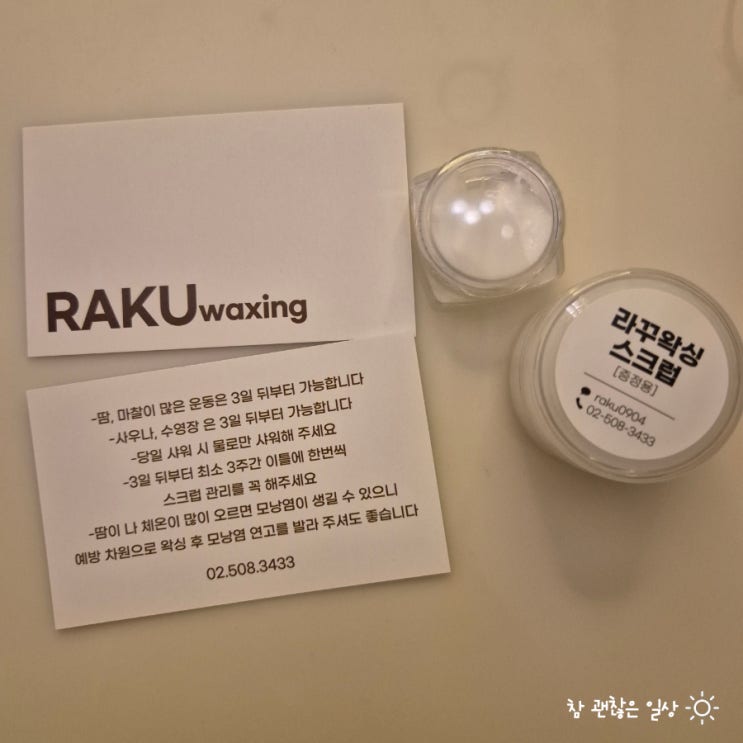 RAKU waxing
-땀, 마찰이 많은 운동은 3일 뒤부터 가능합니다
-사우나, 수영장 은 3일 뒤부터 가능합니다
-당일 샤워 시 물로만 샤워해 주세요
-3일 뒤부터 최소 3주간 이틀에 한번씩
스크럽 관리를 꼭 해주세요
-땀이 나 체온이 많이 오르면 모낭염이 생길 수 있으니
예방 차원으로 왁싱 후 모낭염 연고를 발라 주셔도 좋습니다
02.508.3433
라꾸왁싱
스크럽
[증정용]
raku0904
02-508-3433
참 괜찮은 일상